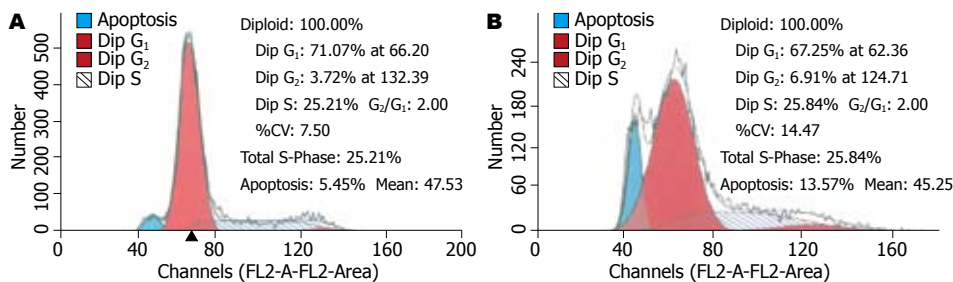 A
Apoptosis
Dip G₁
Dip G₂
Dip S
Diploid: 100.00%
Dip G₁: 71.07% at 66.20
Dip G₂: 3.72% at 132.39
Dip S: 25.21% G₂/G₁: 2.00
%CV: 7.50
Total S-Phase: 25.21%
Apoptosis: 5.45% Mean: 47.53
Number
500
400
300
200
100
0
0 40 80 120 160 200
Channels (FL2-A-FL2-Area)
B
Apoptosis
Dip G₁
Dip G₂
Dip S
Diploid: 100.00%
Dip G₁: 67.25% at 62.36
Dip G₂: 6.91% at 124.71
Dip S: 25.84% G₂/G₁: 2.00
%CV: 14.47
Total S-Phase: 25.84%
Apoptosis: 13.57% Mean: 45.25
Number
240
180
120
60
0
0 40 80 120 160
Channels (FL2-A-FL2-Area)